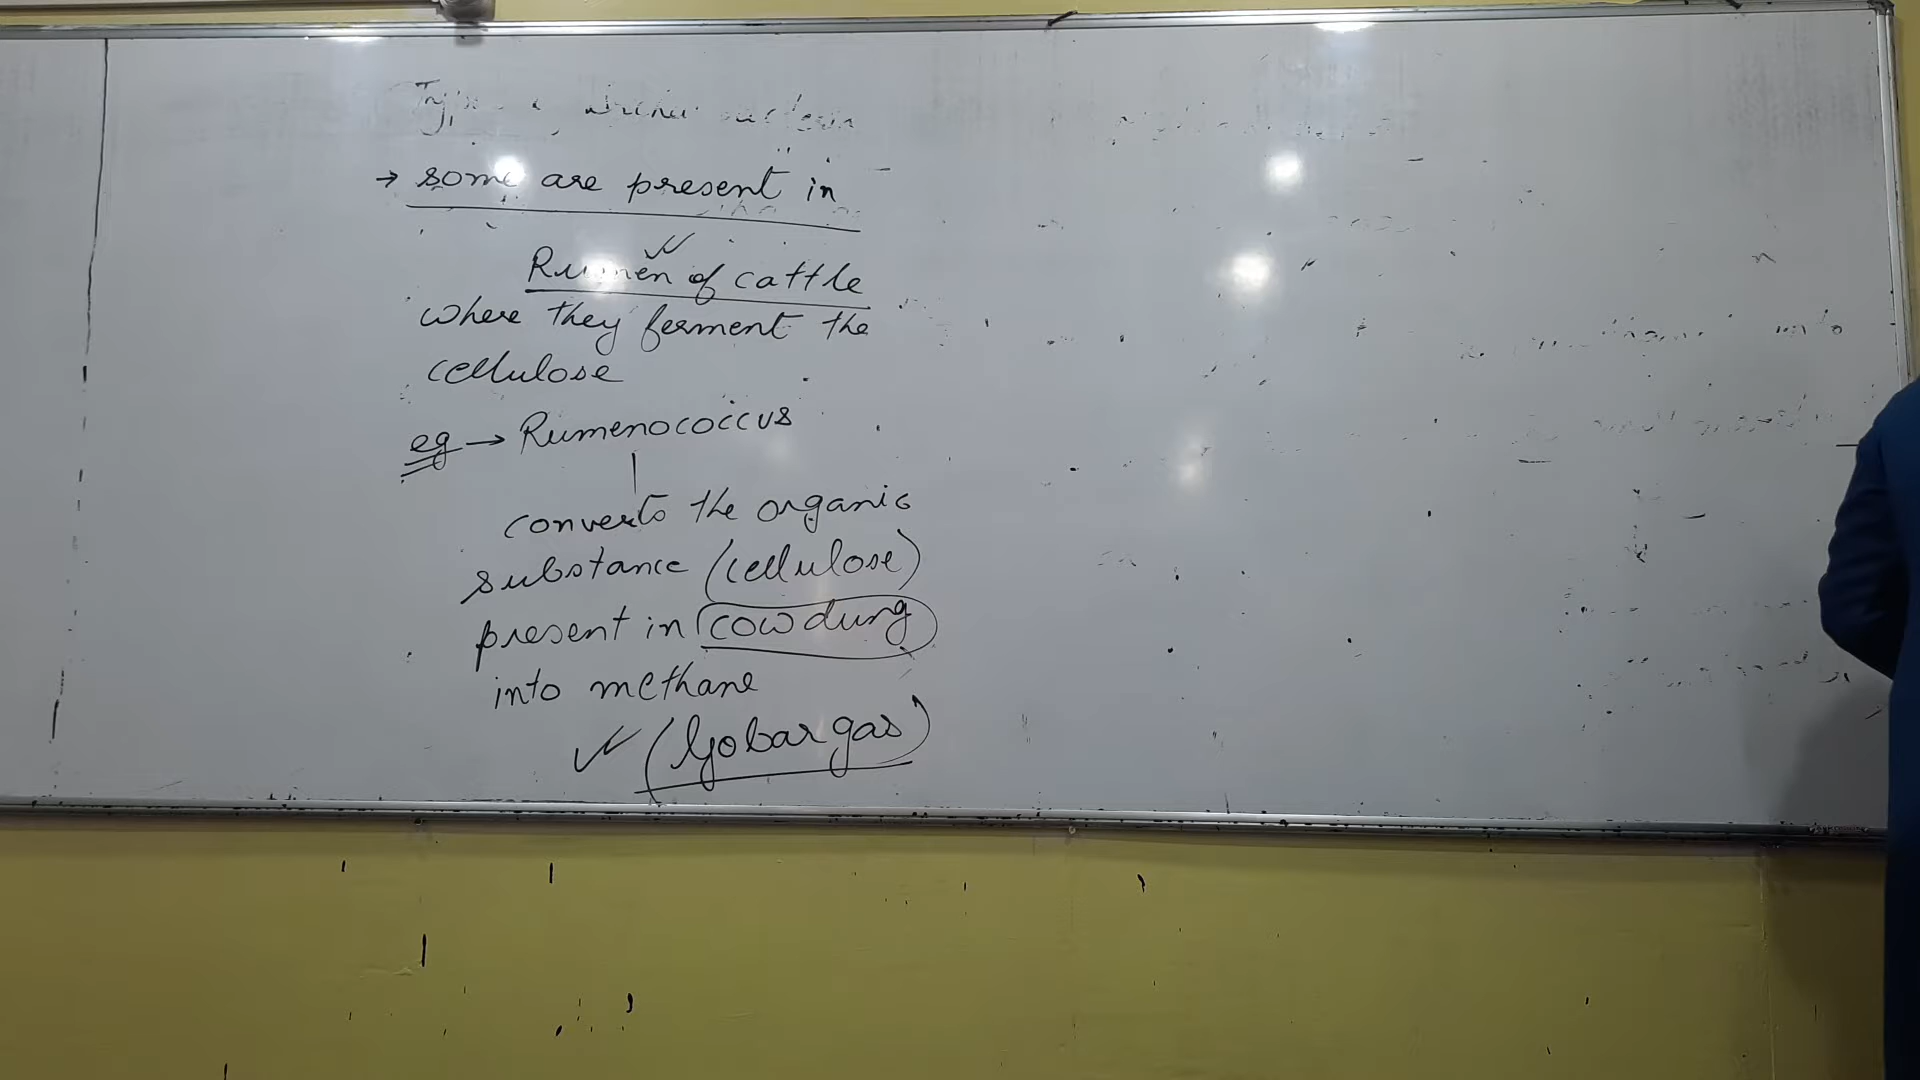 → some are present in
Rumen of cattle
where they ferment the
cellulose
eg → Rumenococcus
converts the organic
substance (cellulose)
present in cow dung
into methane
(Gobar gas)
into